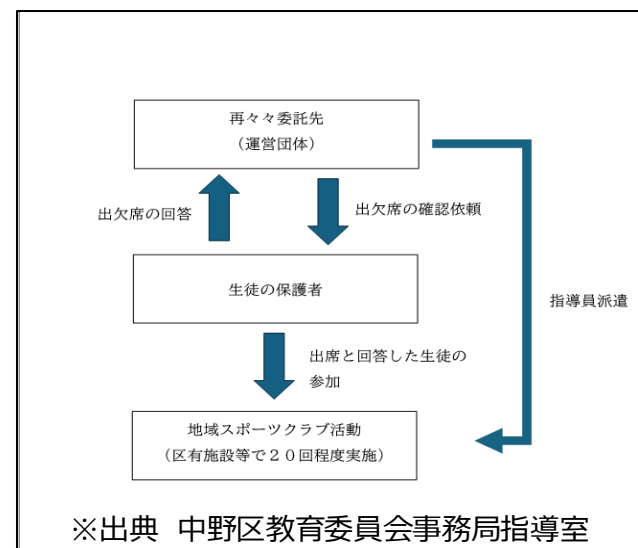 再々委託先
（運営団体）
出欠席の回答
出欠席の確認依頼
生徒の保護者
指導員派遣
出席と回答した生徒の
参加
地域スポーツクラブ活動
（区有施設等で２０回程度実施）
※出典 中野区教育委員会事務局指導室